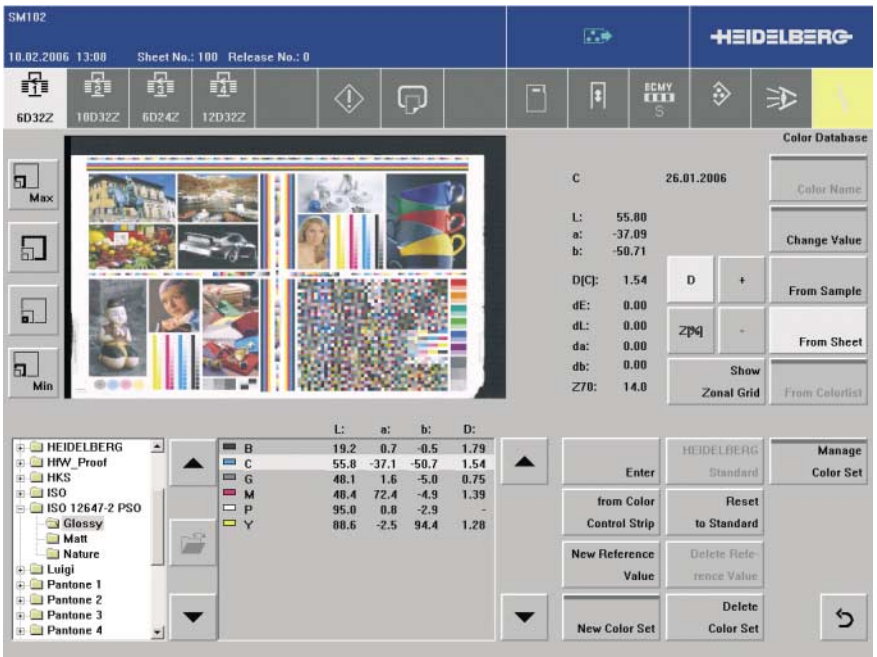 SM102
HEIDELBERG
10.02.2006 13:08 Sheet No.: 100 Release No.: 0
1 2 3 4
ECMY
S
6D32Z 10D32Z 6D24Z 12D32Z
Color Database
Max
Min
C 26.01.2006
L: 55.80
a: -37.09
b: -50.71
D[C]: 1.54
dE: 0.00
dL: 0.00
da: 0.00
db: 0.00
Z70: 14.0
D +
Zpq -
Show
Zonal Grid
Color Name
Change Value
From Sample
From Sheet
From Colorlist
HEIDELBERG
HfW_Proof
HKS
ISO
ISO 12647-2 PSO
Glossy
Matt
Nature
Luigi
Pantone 1
Pantone 2
Pantone 3
Pantone 4
L: a: b: D:
B 19.2 0.7 -0.5 1.79
C 55.8 -37.1 -50.7 1.54
G 48.1 1.6 -5.0 0.75
M 48.4 72.4 -4.9 1.39
P 95.0 0.8 -2.9 -
Y 88.6 -2.5 94.4 1.28
Enter
HEIDELBERG
Standard
Manage
Color Set
from Color
Control Strip
Reset
to Standard
New Reference
Value
Delete Refe-
rence Value
New Color Set
Delete
Color Set